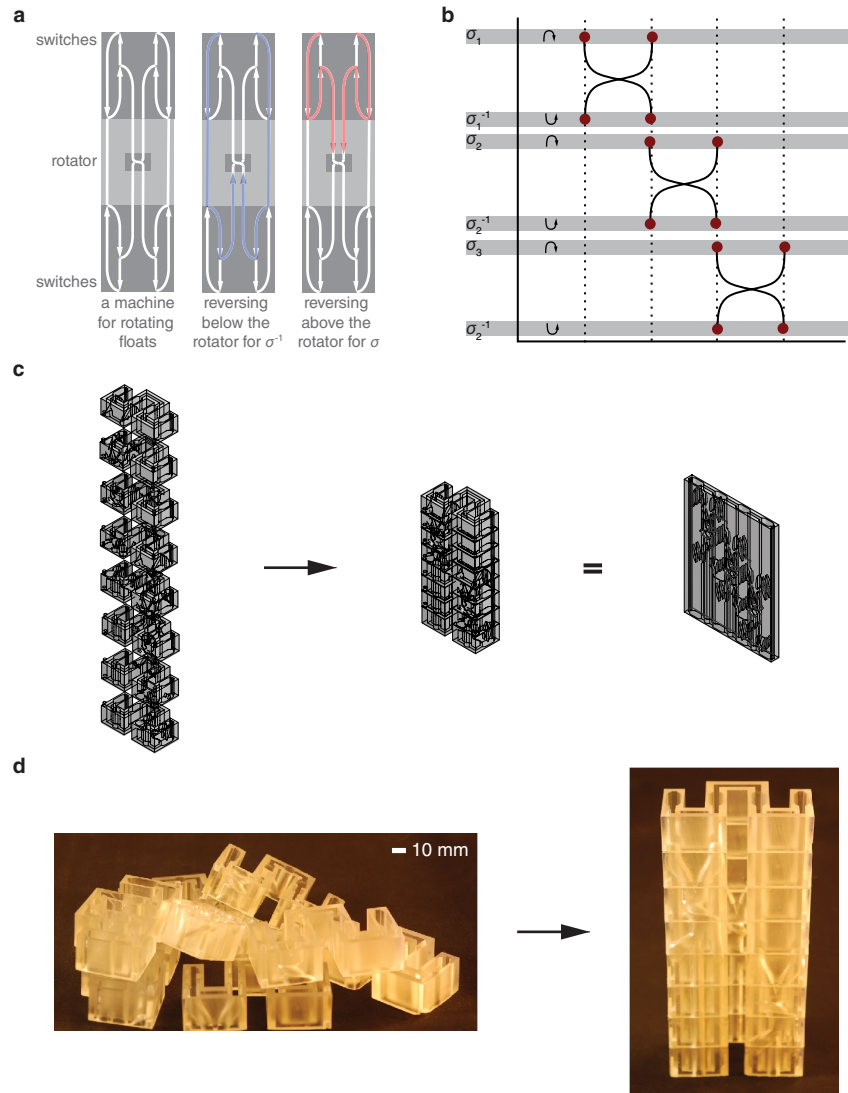 a
switches
rotator
switches
a machine
for rotating
floats
reversing
below the
rotator for σ⁻¹
reversing
above the
rotator for σ
b
σ₁
σ₁⁻¹
σ₂
σ₂⁻¹
σ₃
σ₂⁻¹
c
=
d
10 mm